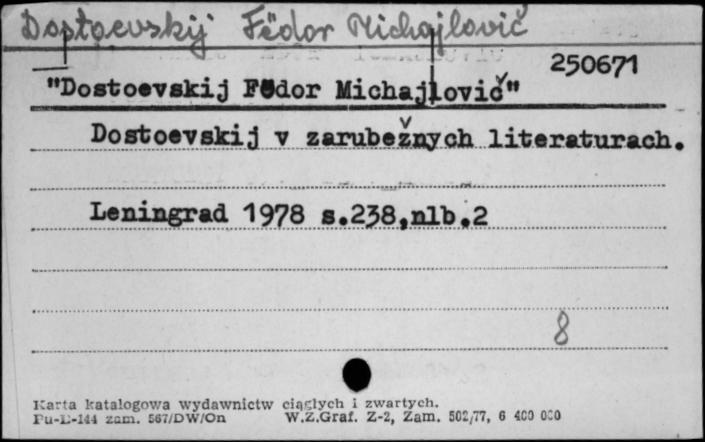 Dostoevskij Fëdor Michajlovič
250671
"Dostoevskij Fedor Michajlovič"
Dostoevskij v zarubežnych literaturach.
Leningrad 1978 s.238,nlb.2
8
Karta katalogowa wydawnictw ciągłych i zwartych.
Pu-D-144 zam. 567/DW/On W.Z.Graf. Z-2, Zam. 502/77, 6 400 000